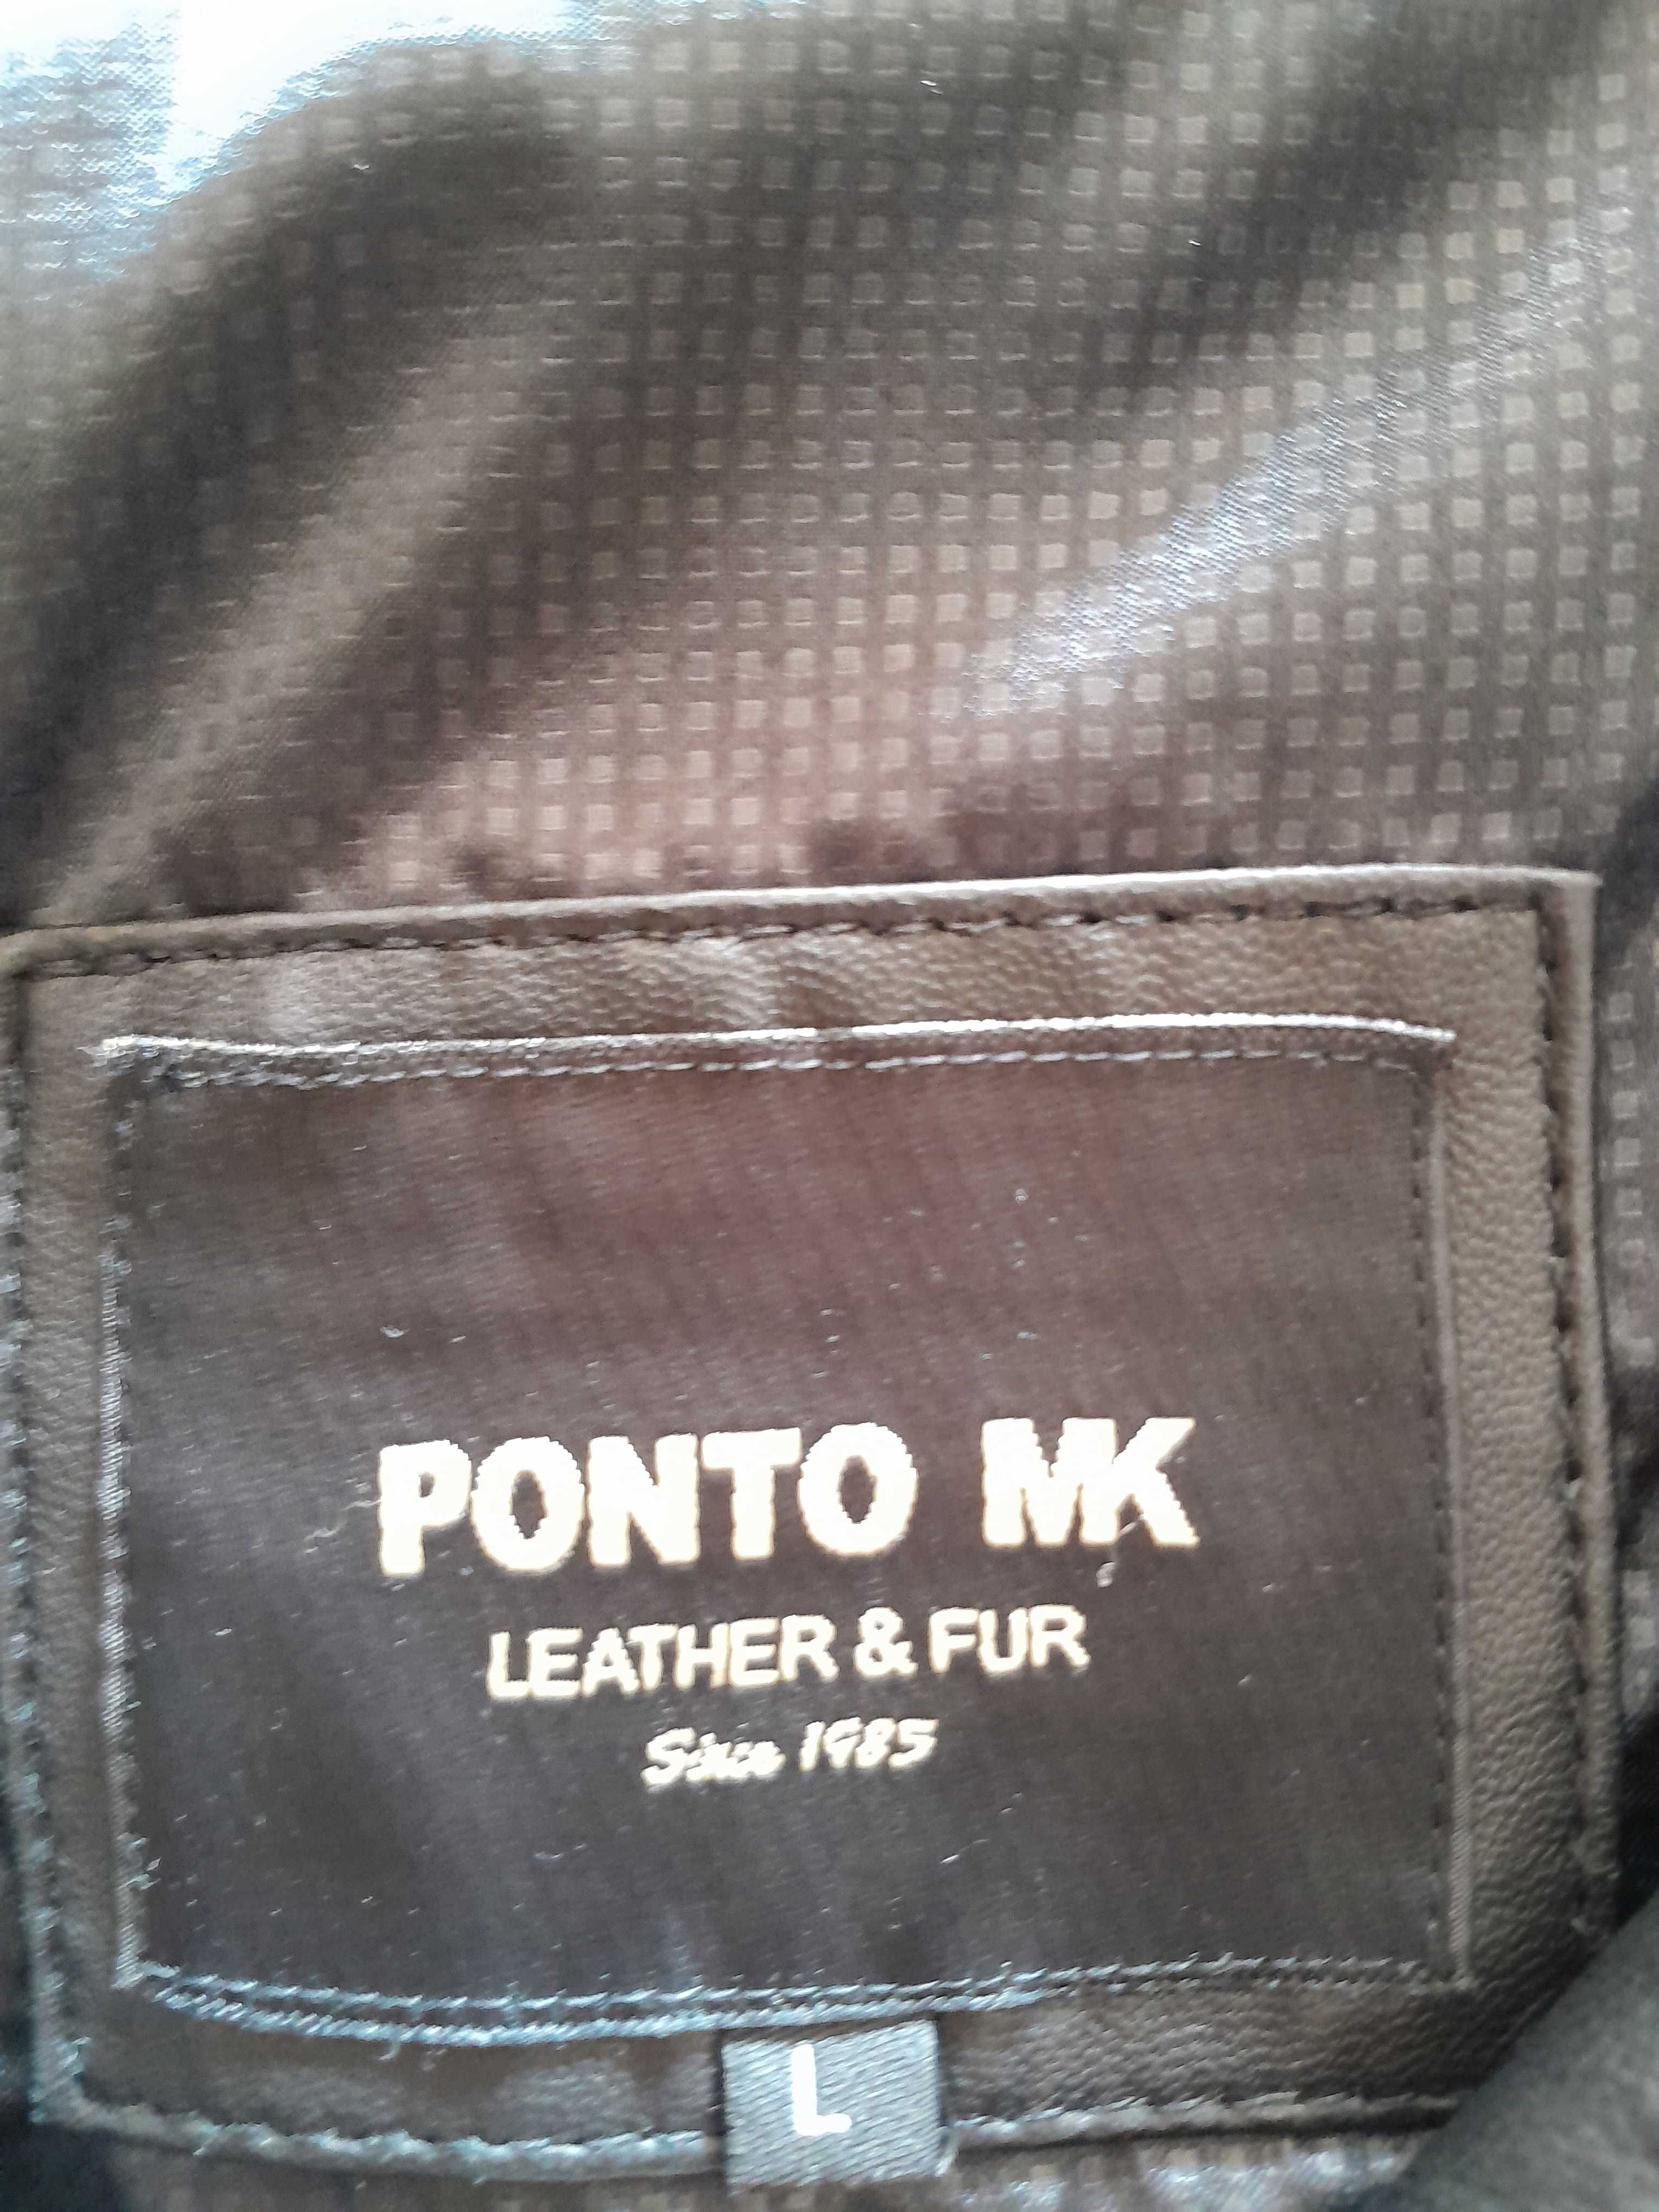 PONTO MK
LEATHER & FUR
Since 1985
L